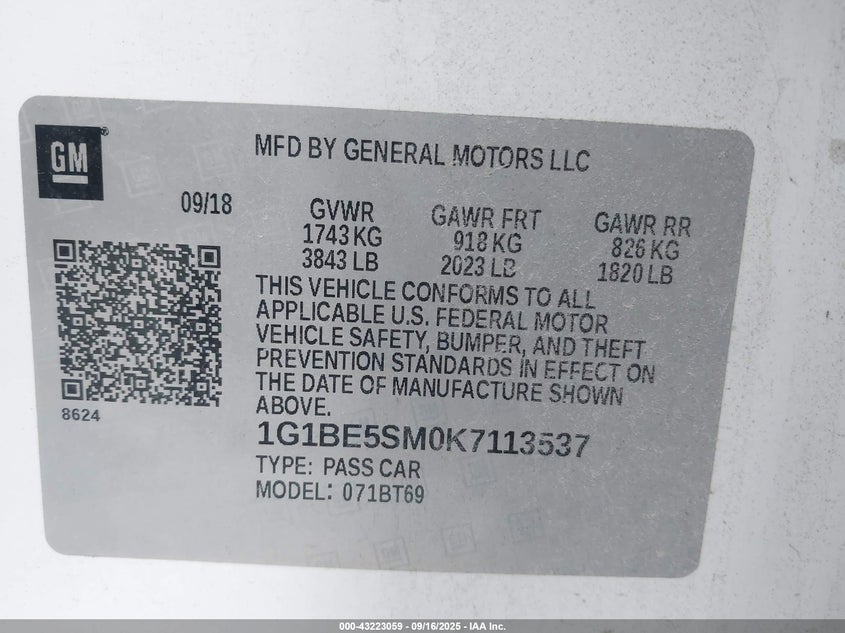 GM®
MFD BY GENERAL MOTORS LLC
09/18
GVWR
1743 KG
3843 LB
GAWR FRT
918 KG
2023 LB
GAWR RR
826 KG
1820 LB
THIS VEHICLE CONFORMS TO ALL
APPLICABLE U.S. FEDERAL MOTOR
VEHICLE SAFETY, BUMPER, AND THEFT
PREVENTION STANDARDS IN EFFECT ON
THE DATE OF MANUFACTURE SHOWN
ABOVE.
8624
1G1BE5SM0K7113537
TYPE: PASS CAR
MODEL: 071BT69
000-43223059 - 09/16/2025 - IAA Inc.